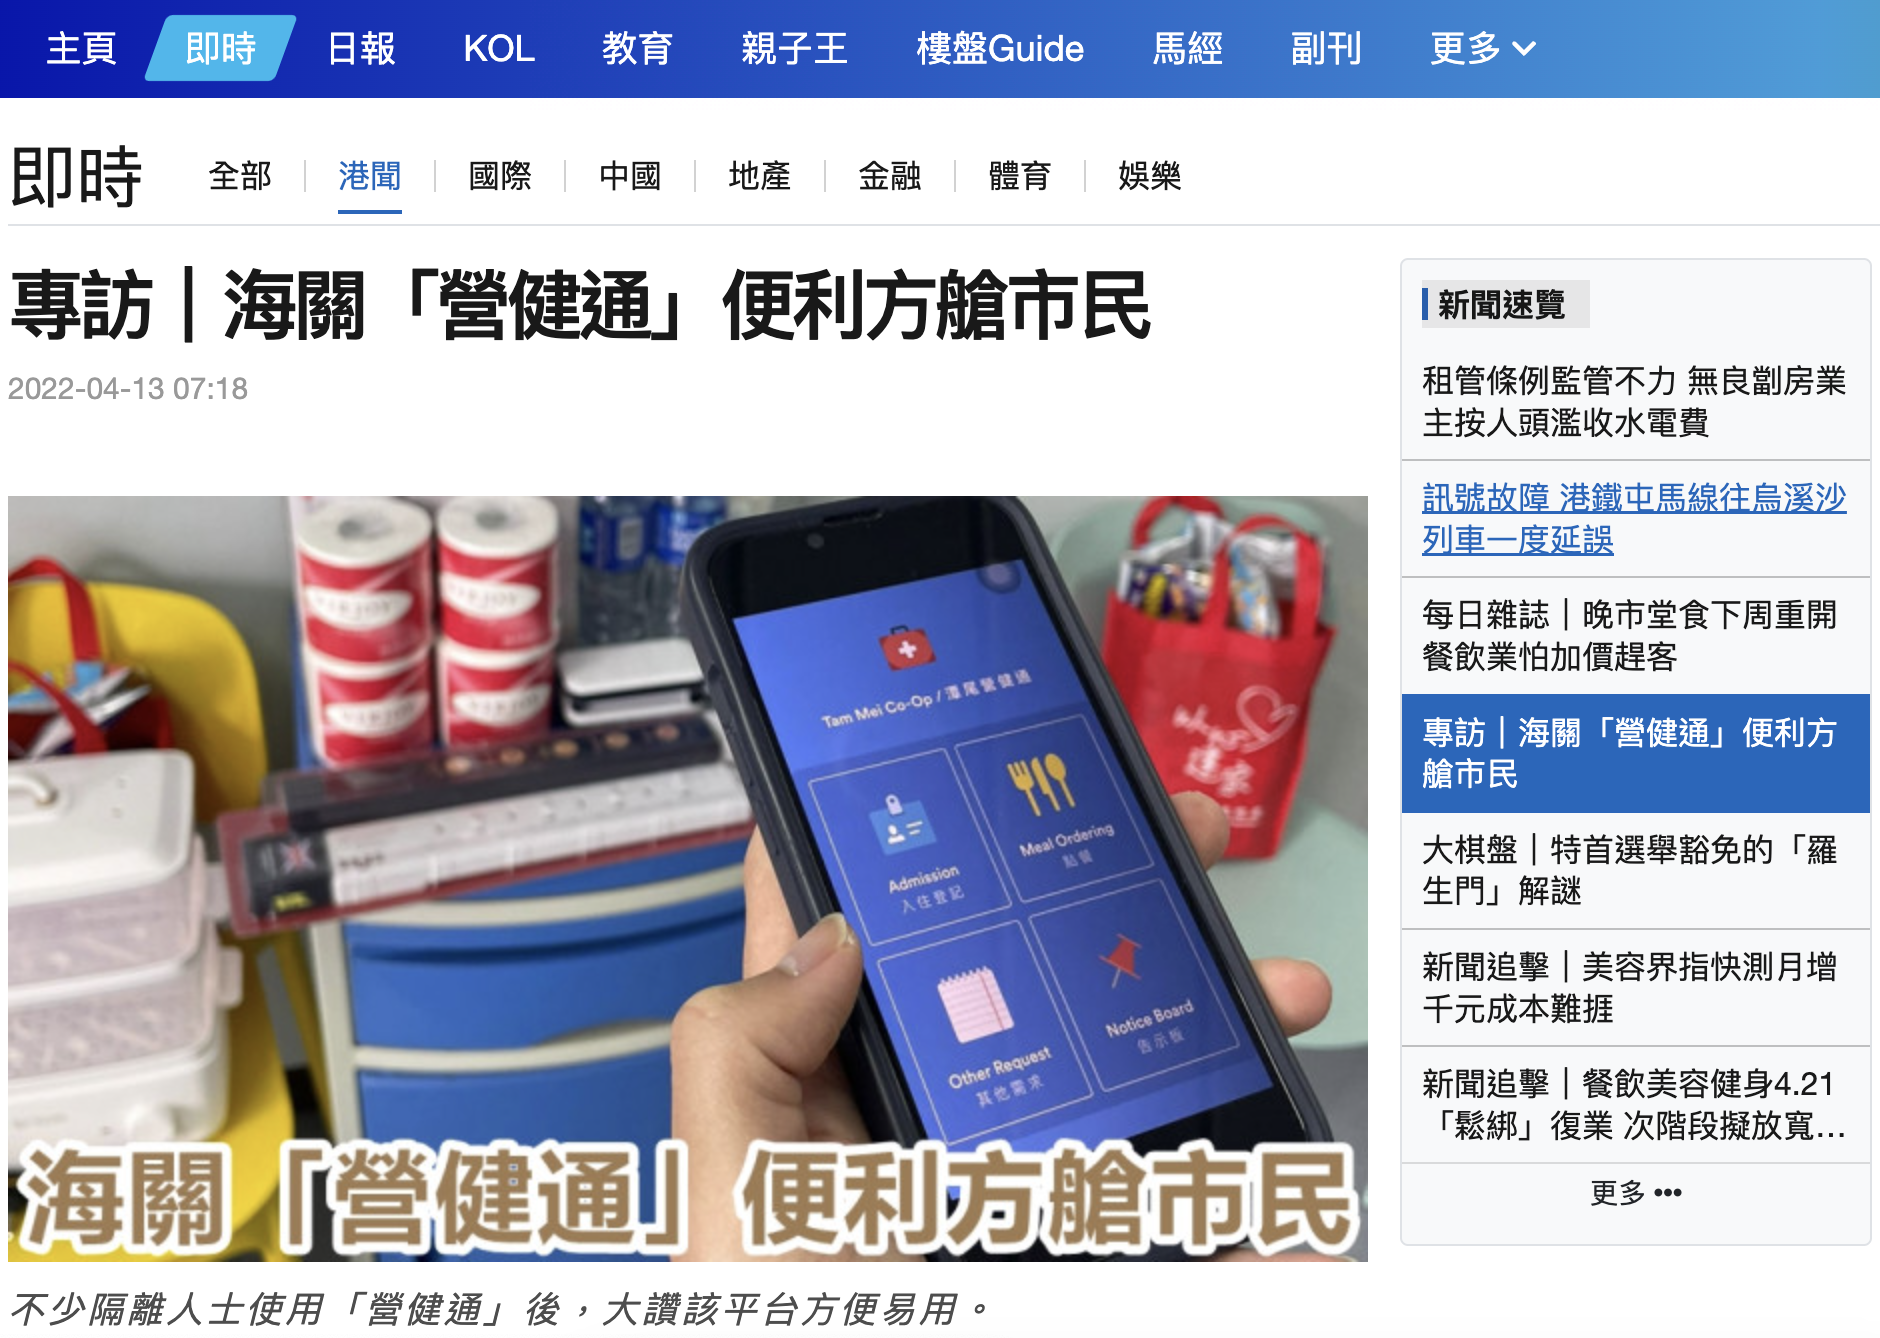 主頁 即時 日報 KOL 教育 親子王 樓盤Guide 馬經 副刊 更多
即時 全部 港聞 國際 中國 地產 金融 體育 娛樂
專訪｜海關「營健通」便利方艙市民
2022-04-13 07:18
Tam Mei Co-Op / 潭尾營健通
Admission
入住登記
Meal Ordering
點餐
Other Request
其他需求
Notice Board
告示板
海關「營健通」便利方艙市民
不少隔離人士使用「營健通」後，大讚該平台方便易用。
新聞速覽
租管條例監管不力 無良劏房業
主按人頭濫收水電費
訊號故障 港鐵屯馬線往烏溪沙
列車一度延誤
每日雜誌｜晚市堂食下周重開
餐飲業怕加價趕客
專訪｜海關「營健通」便利方
艙市民
大棋盤｜特首選舉豁免的「羅
生門」解謎
新聞追擊｜美容界指快測月增
千元成本難捱
新聞追擊｜餐飲美容健身4.21
「鬆綁」復業 次階段擬放寬...
更多 •••